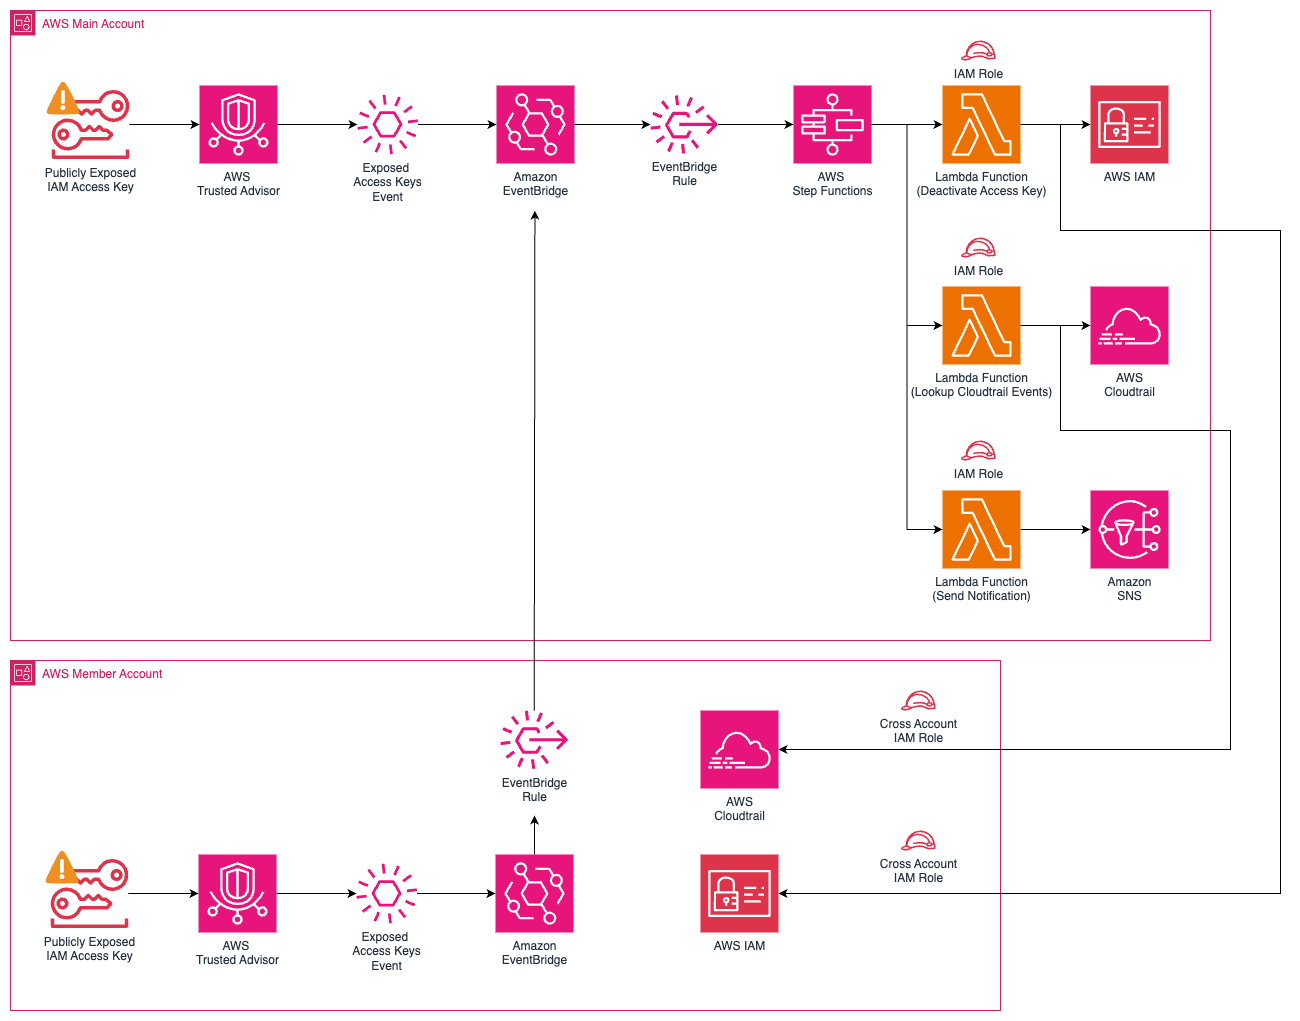 AWS Main Account
IAM Role
Publicly Exposed
IAM Access Key
AWS
Trusted Advisor
Exposed
Access Keys
Event
Amazon
EventBridge
EventBridge
Rule
AWS
Step Functions
Lambda Function
(Deactivate Access Key)
AWS IAM
IAM Role
Lambda Function
(Lookup Cloudtrail Events)
AWS
Cloudtrail
IAM Role
Lambda Function
(Send Notification)
Amazon
SNS
AWS Member Account
EventBridge
Rule
AWS
Cloudtrail
Cross Account
IAM Role
Publicly Exposed
IAM Access Key
AWS
Trusted Advisor
Exposed
Access Keys
Event
Amazon
EventBridge
AWS IAM
Cross Account
IAM Role